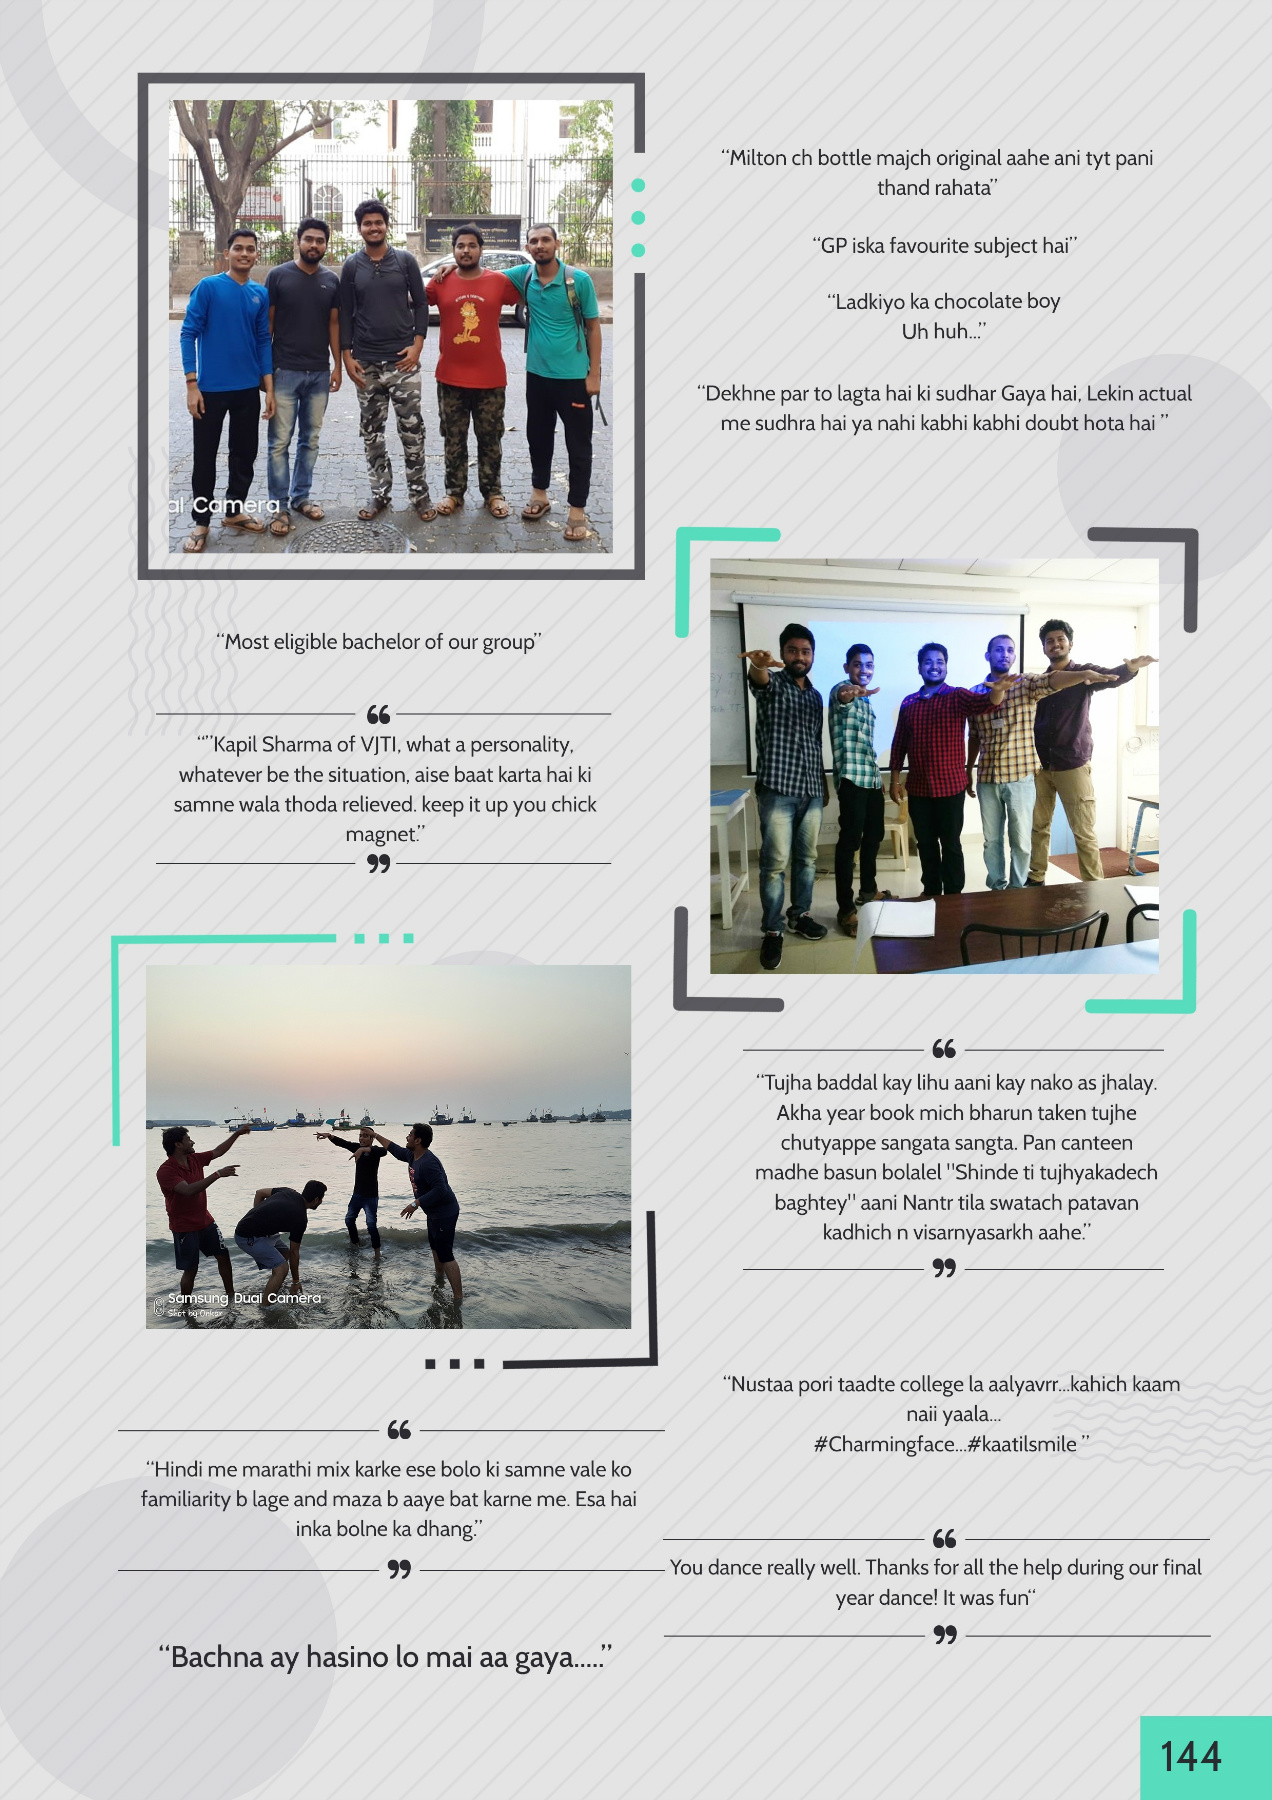 “Milton ch bottle majch original aahe ani tyt pani
thand rahata”
“GP iska favourite subject hai”
“Ladkiyo ka chocolate boy
Uh huh...”
“Dekhne par to lagta hai ki sudhar Gaya hai, Lekin actual
me sudhra hai ya nahi kabhi kabhi doubt hota hai ”
al Camera
“Most eligible bachelor of our group”
“
“”Kapil Sharma of VJTI, what a personality,
whatever be the situation, aise baat karta hai ki
samne wala thoda relieved. keep it up you chick
magnet.”
”
Samsung Dual Camera
Shot by Onkar
“
“Tujha baddal kay lihu aani kay nako as jhalay.
Akha year book mich bharun taken tujhe
chutyappe sangata sangta. Pan canteen
madhe basun bolalel "Shinde ti tujhyakadech
baghtey" aani Nantr tila swatach patavan
kadhich n visarnyasarkh aahe.”
”
“Nustaa pori taadte college la aalyavrr...kahich kaam
naii yaala...
#Charmingface...#kaatilsmile ”
“
“Hindi me marathi mix karke ese bolo ki samne vale ko
familiarity b lage and maza b aaye bat karne me. Esa hai
inka bolne ka dhang.”
”
“
You dance really well. Thanks for all the help during our final
year dance! It was fun“
”
“Bachna ay hasino lo mai aa gaya.....”
144